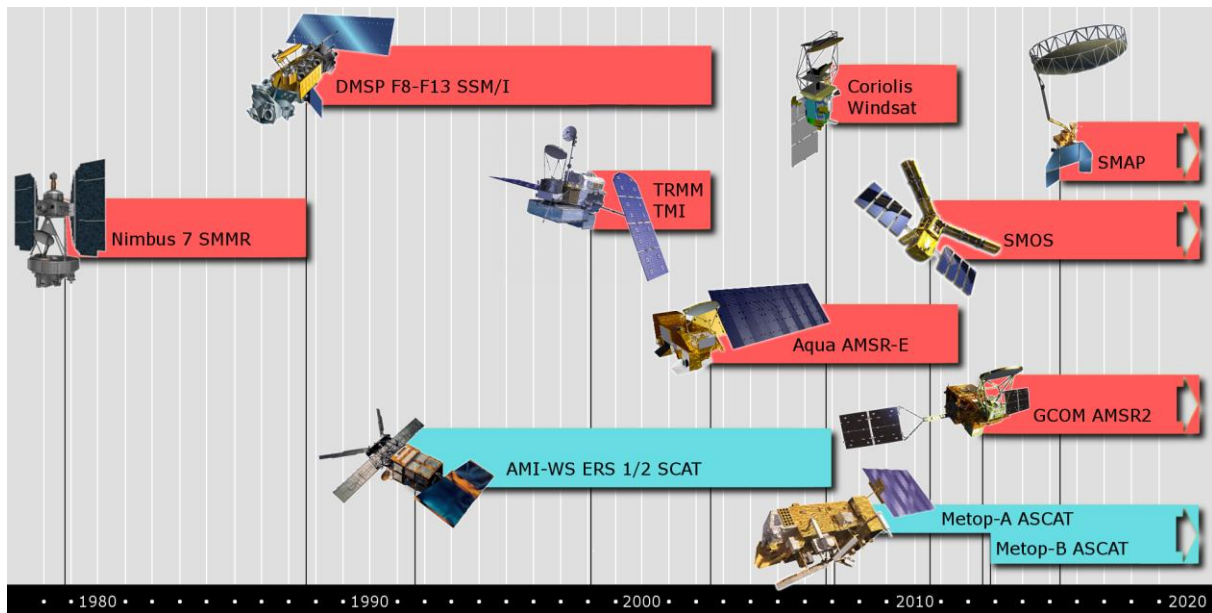 DMSP F8-F13 SSM/I
Coriolis
Windsat
SMAP
TRMM
TMI
Nimbus 7 SMMR
SMOS
Aqua AMSR-E
GCOM AMSR2
AMI-WS ERS 1/2 SCAT
Metop-A ASCAT
Metop-B ASCAT
1980 1990 2000 2010 2020